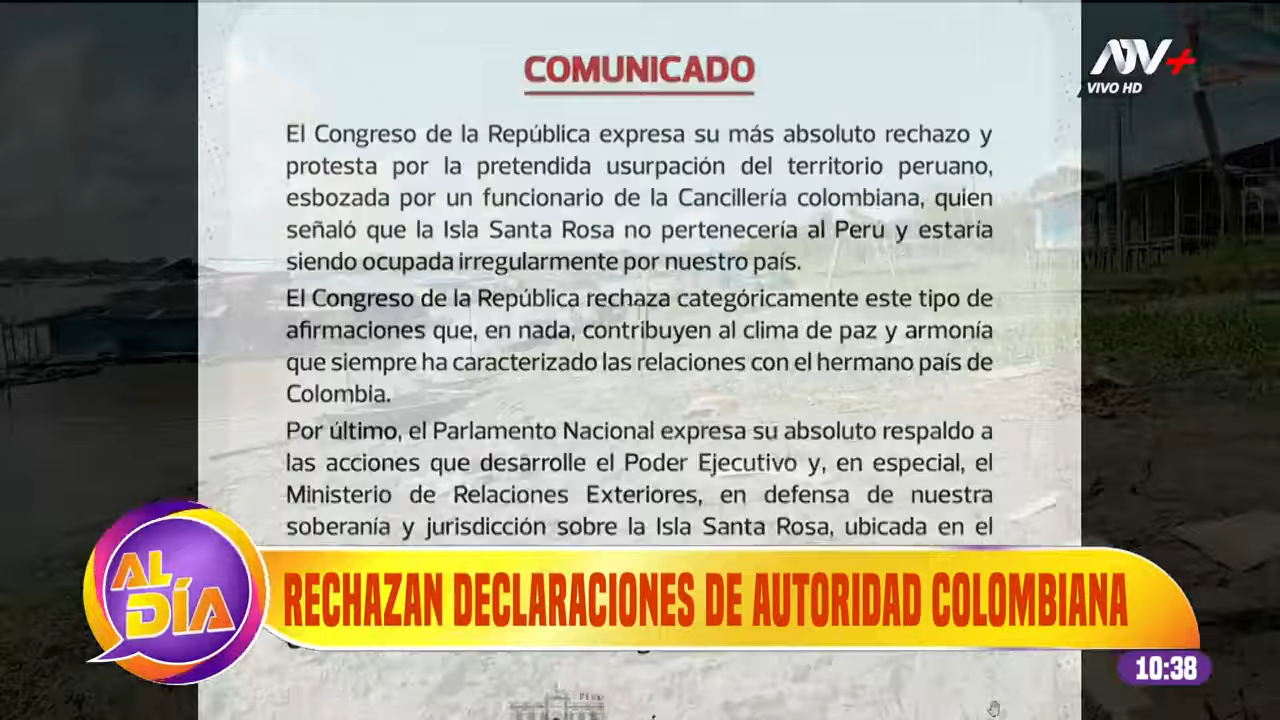 COMUNICADO
ATV+
VIVO HD
El Congreso de la República expresa su más absoluto rechazo y
protesta por la pretendida usurpación del territorio peruano,
esbozada por un funcionario de la Cancillería colombiana, quien
señaló que la Isla Santa Rosa no pertenecería al Perú y estaría
siendo ocupada irregularmente por nuestro país.
El Congreso de la República rechaza categóricamente este tipo de
afirmaciones que, en nada, contribuyen al clima de paz y armonía
que siempre ha caracterizado las relaciones con el hermano país de
Colombia.
Por último, el Parlamento Nacional expresa su absoluto respaldo a
las acciones que desarrolle el Poder Ejecutivo y, en especial, el
Ministerio de Relaciones Exteriores, en defensa de nuestra
soberanía y jurisdicción sobre la Isla Santa Rosa, ubicada en el
AL DÍA
RECHAZAN DECLARACIONES DE AUTORIDAD COLOMBIANA
10:38
PERÚ